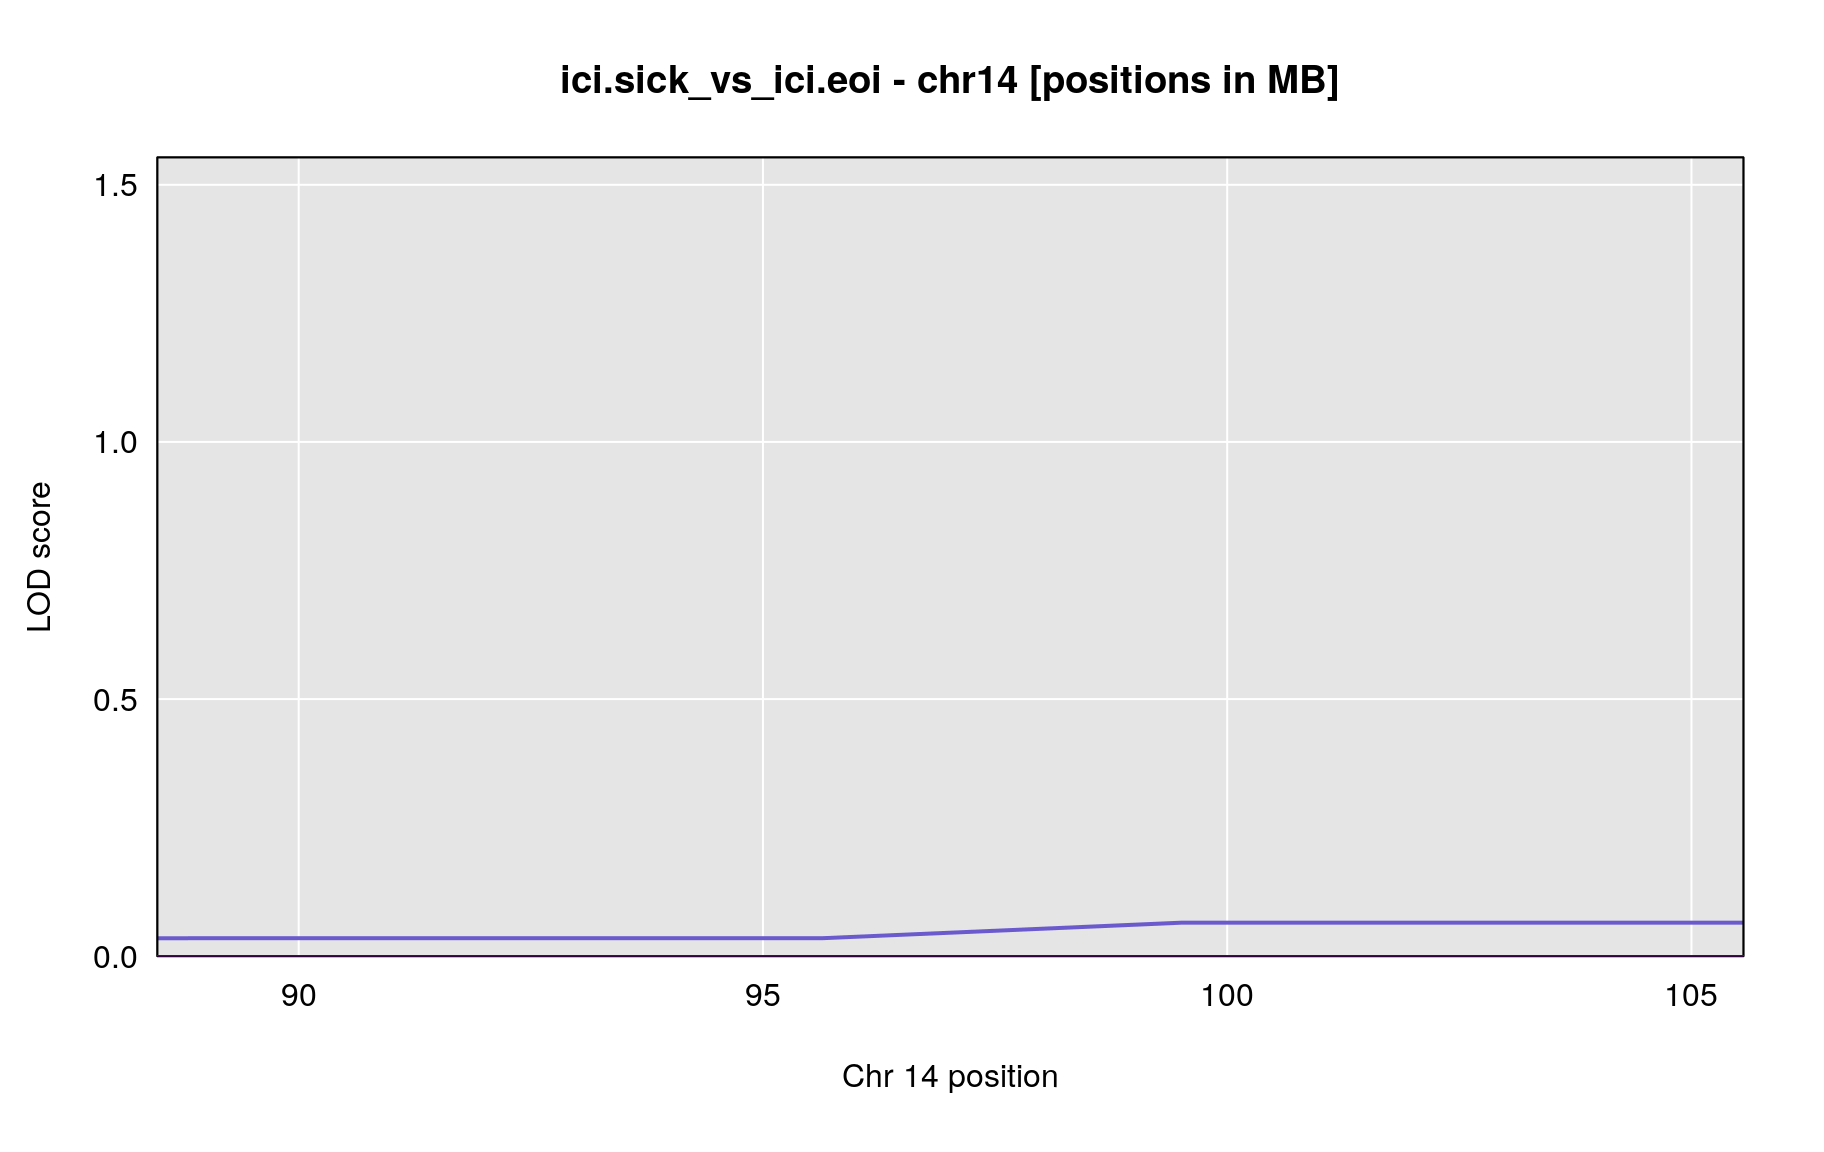 ici.sick_vs_ici.eoi - chr14 [positions in MB]
1.5
1.0
0.5
0.0
LOD score
90 95 100 105
Chr 14 position